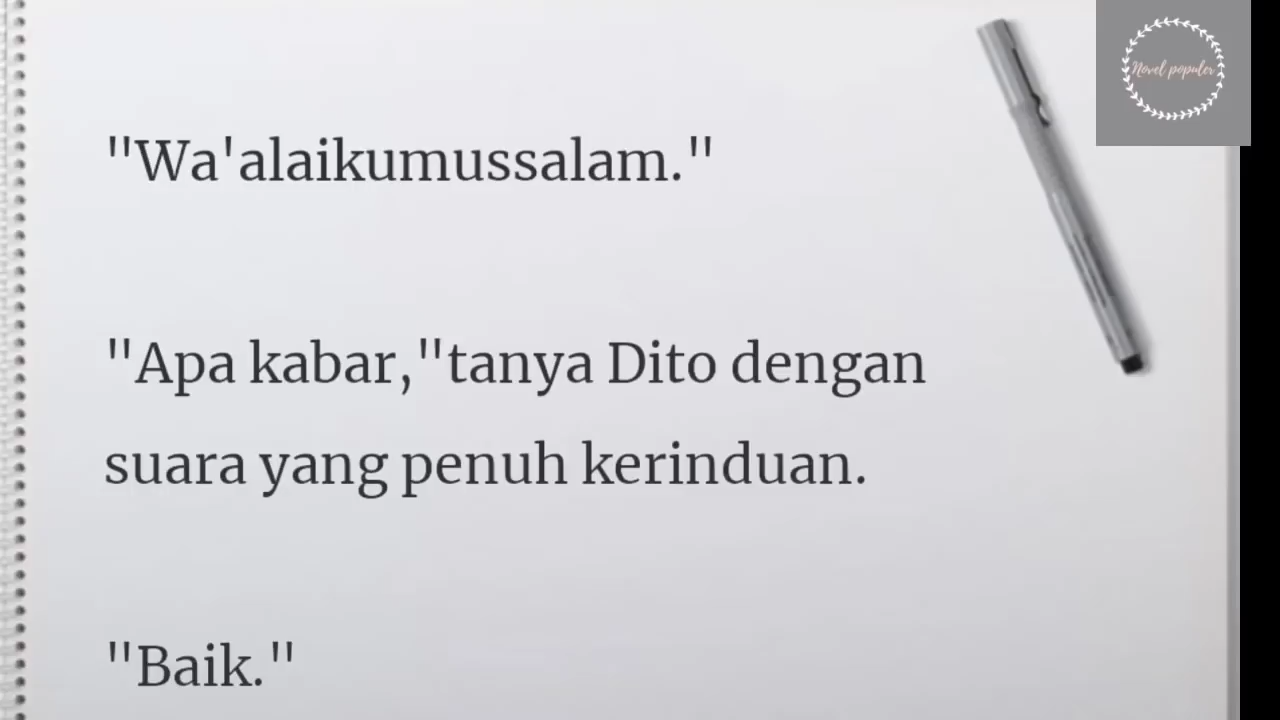 Novel populer
"Wa'alaikumussalam."
"Apa kabar,"tanya Dito dengan
suara yang penuh kerinduan.
"Baik."